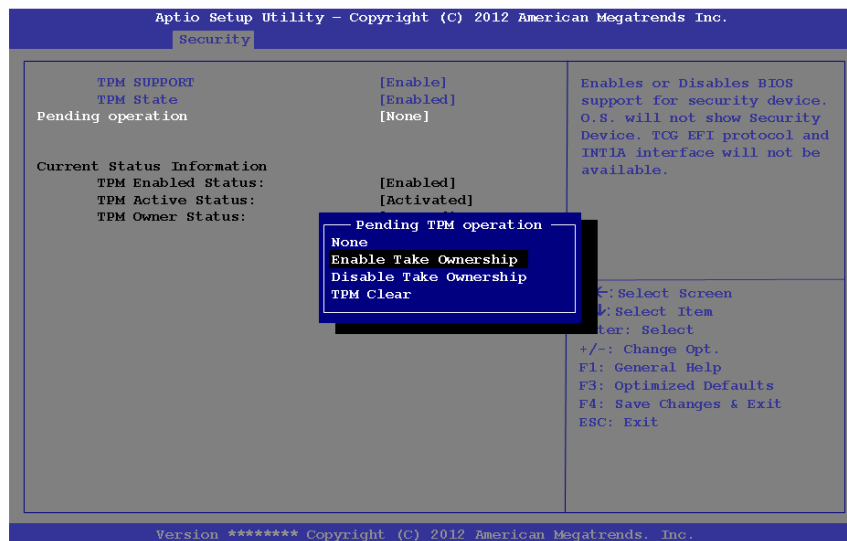 Aptio Setup Utility – Copyright (C) 2012 American Megatrends Inc.
Security
TPM SUPPORT [Enable]
TPM State [Enabled]
Pending operation [None]
Current Status Information
TPM Enabled Status: [Enabled]
TPM Active Status: [Activated]
TPM Owner Status:
Pending TPM operation
None
Enable Take Ownership
Disable Take Ownership
TPM Clear
Enables or Disables BIOS
support for security device.
O.S. will not show Security
Device. TCG EFI protocol and
INT1A interface will not be
available.
:Select Screen
:Select Item
: Select
+/-: Change Opt.
F1: General Help
F3: Optimized Defaults
F4: Save Changes & Exit
ESC: Exit
Version ******** Copyright (C) 2012 American Megatrends. Inc.